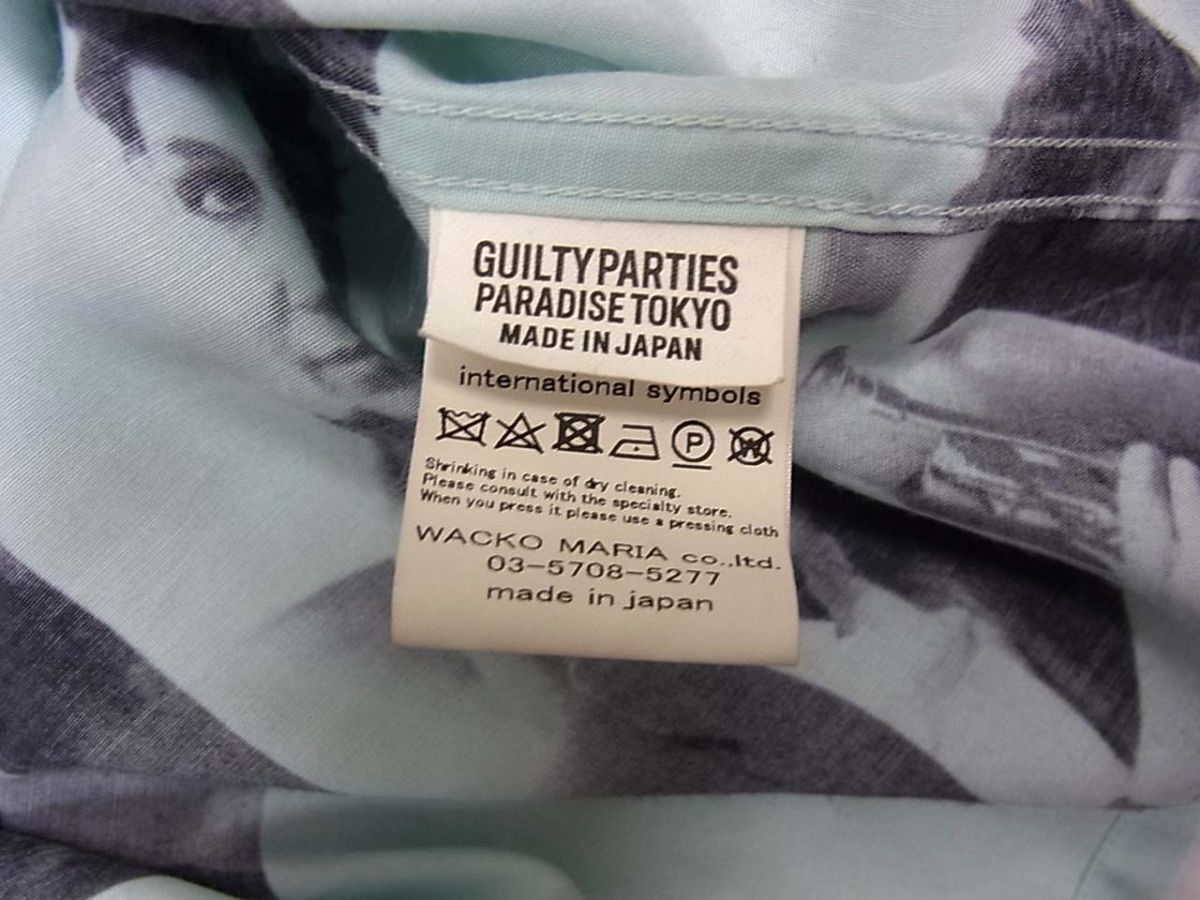 GUILTY PARTIES
PARADISE TOKYO
MADE IN JAPAN
international symbols
P W
Shrinking in case of dry cleaning.
Please consult with the specialty store.
When you press it please use a pressing cloth
WACKO MARIA co.,ltd.
03-5708-5277
made in japan